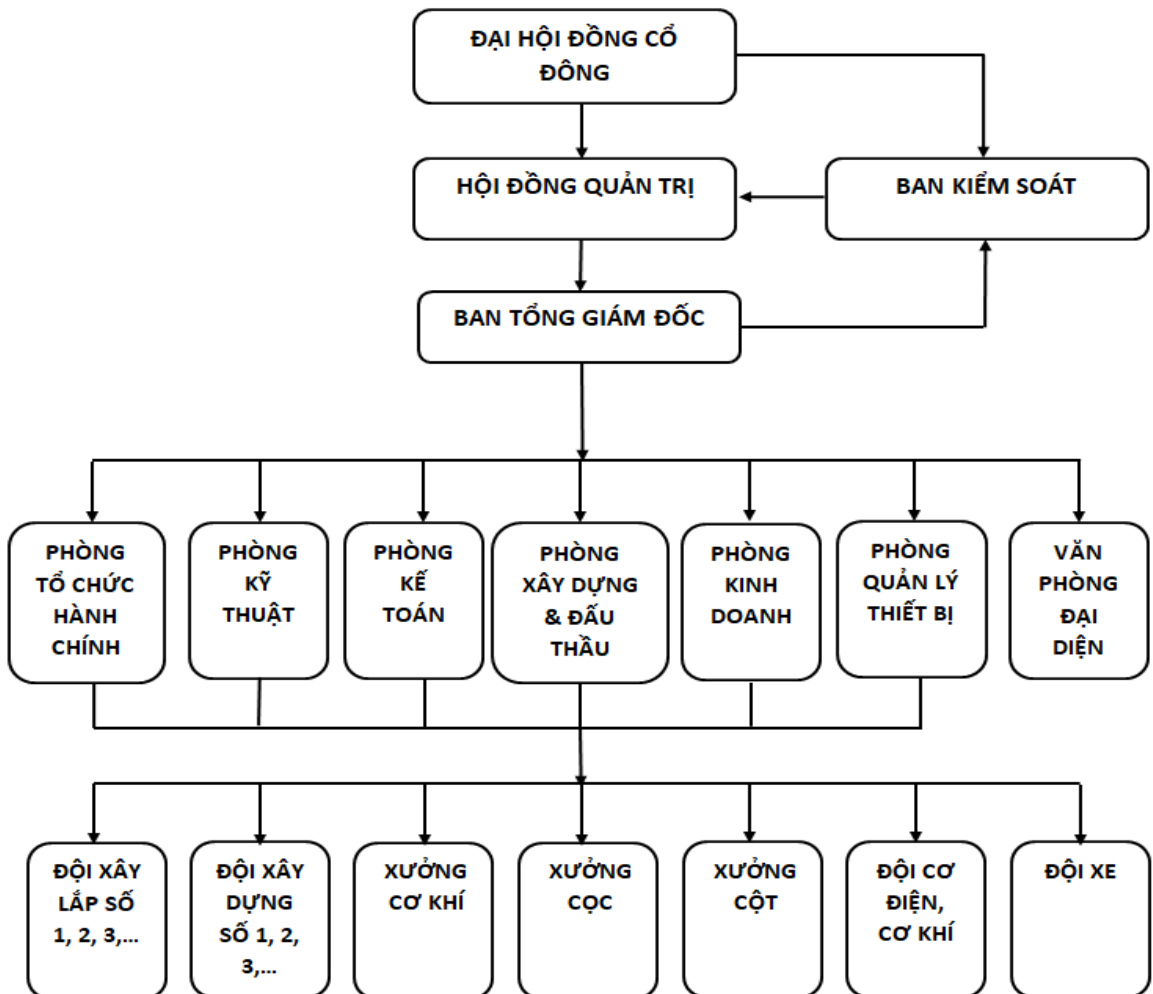 ĐẠI HỘI ĐỒNG CỔ
ĐÔNG
HỘI ĐỒNG QUẢN TRỊ
BAN KIỂM SOÁT
BAN TỔNG GIÁM ĐỐC
PHÒNG
TỔ CHỨC
HÀNH
CHÍNH
PHÒNG
KỸ
THUẬT
PHÒNG
KẾ
TOÁN
PHÒNG
XÂY DỰNG
& ĐẤU
THẦU
PHÒNG
KINH
DOANH
PHÒNG
QUẢN LÝ
THIẾT BỊ
VĂN
PHÒNG
ĐẠI
DIỆN
ĐỘI XÂY
LẮP SỐ
1, 2, 3,...
ĐỘI XÂY
DỰNG
SỐ 1, 2,
3,...
XƯỞNG
CƠ KHÍ
XƯỞNG
CỌC
XƯỞNG
CỘT
ĐỘI CƠ
ĐIỆN,
CƠ KHÍ
ĐỘI XE